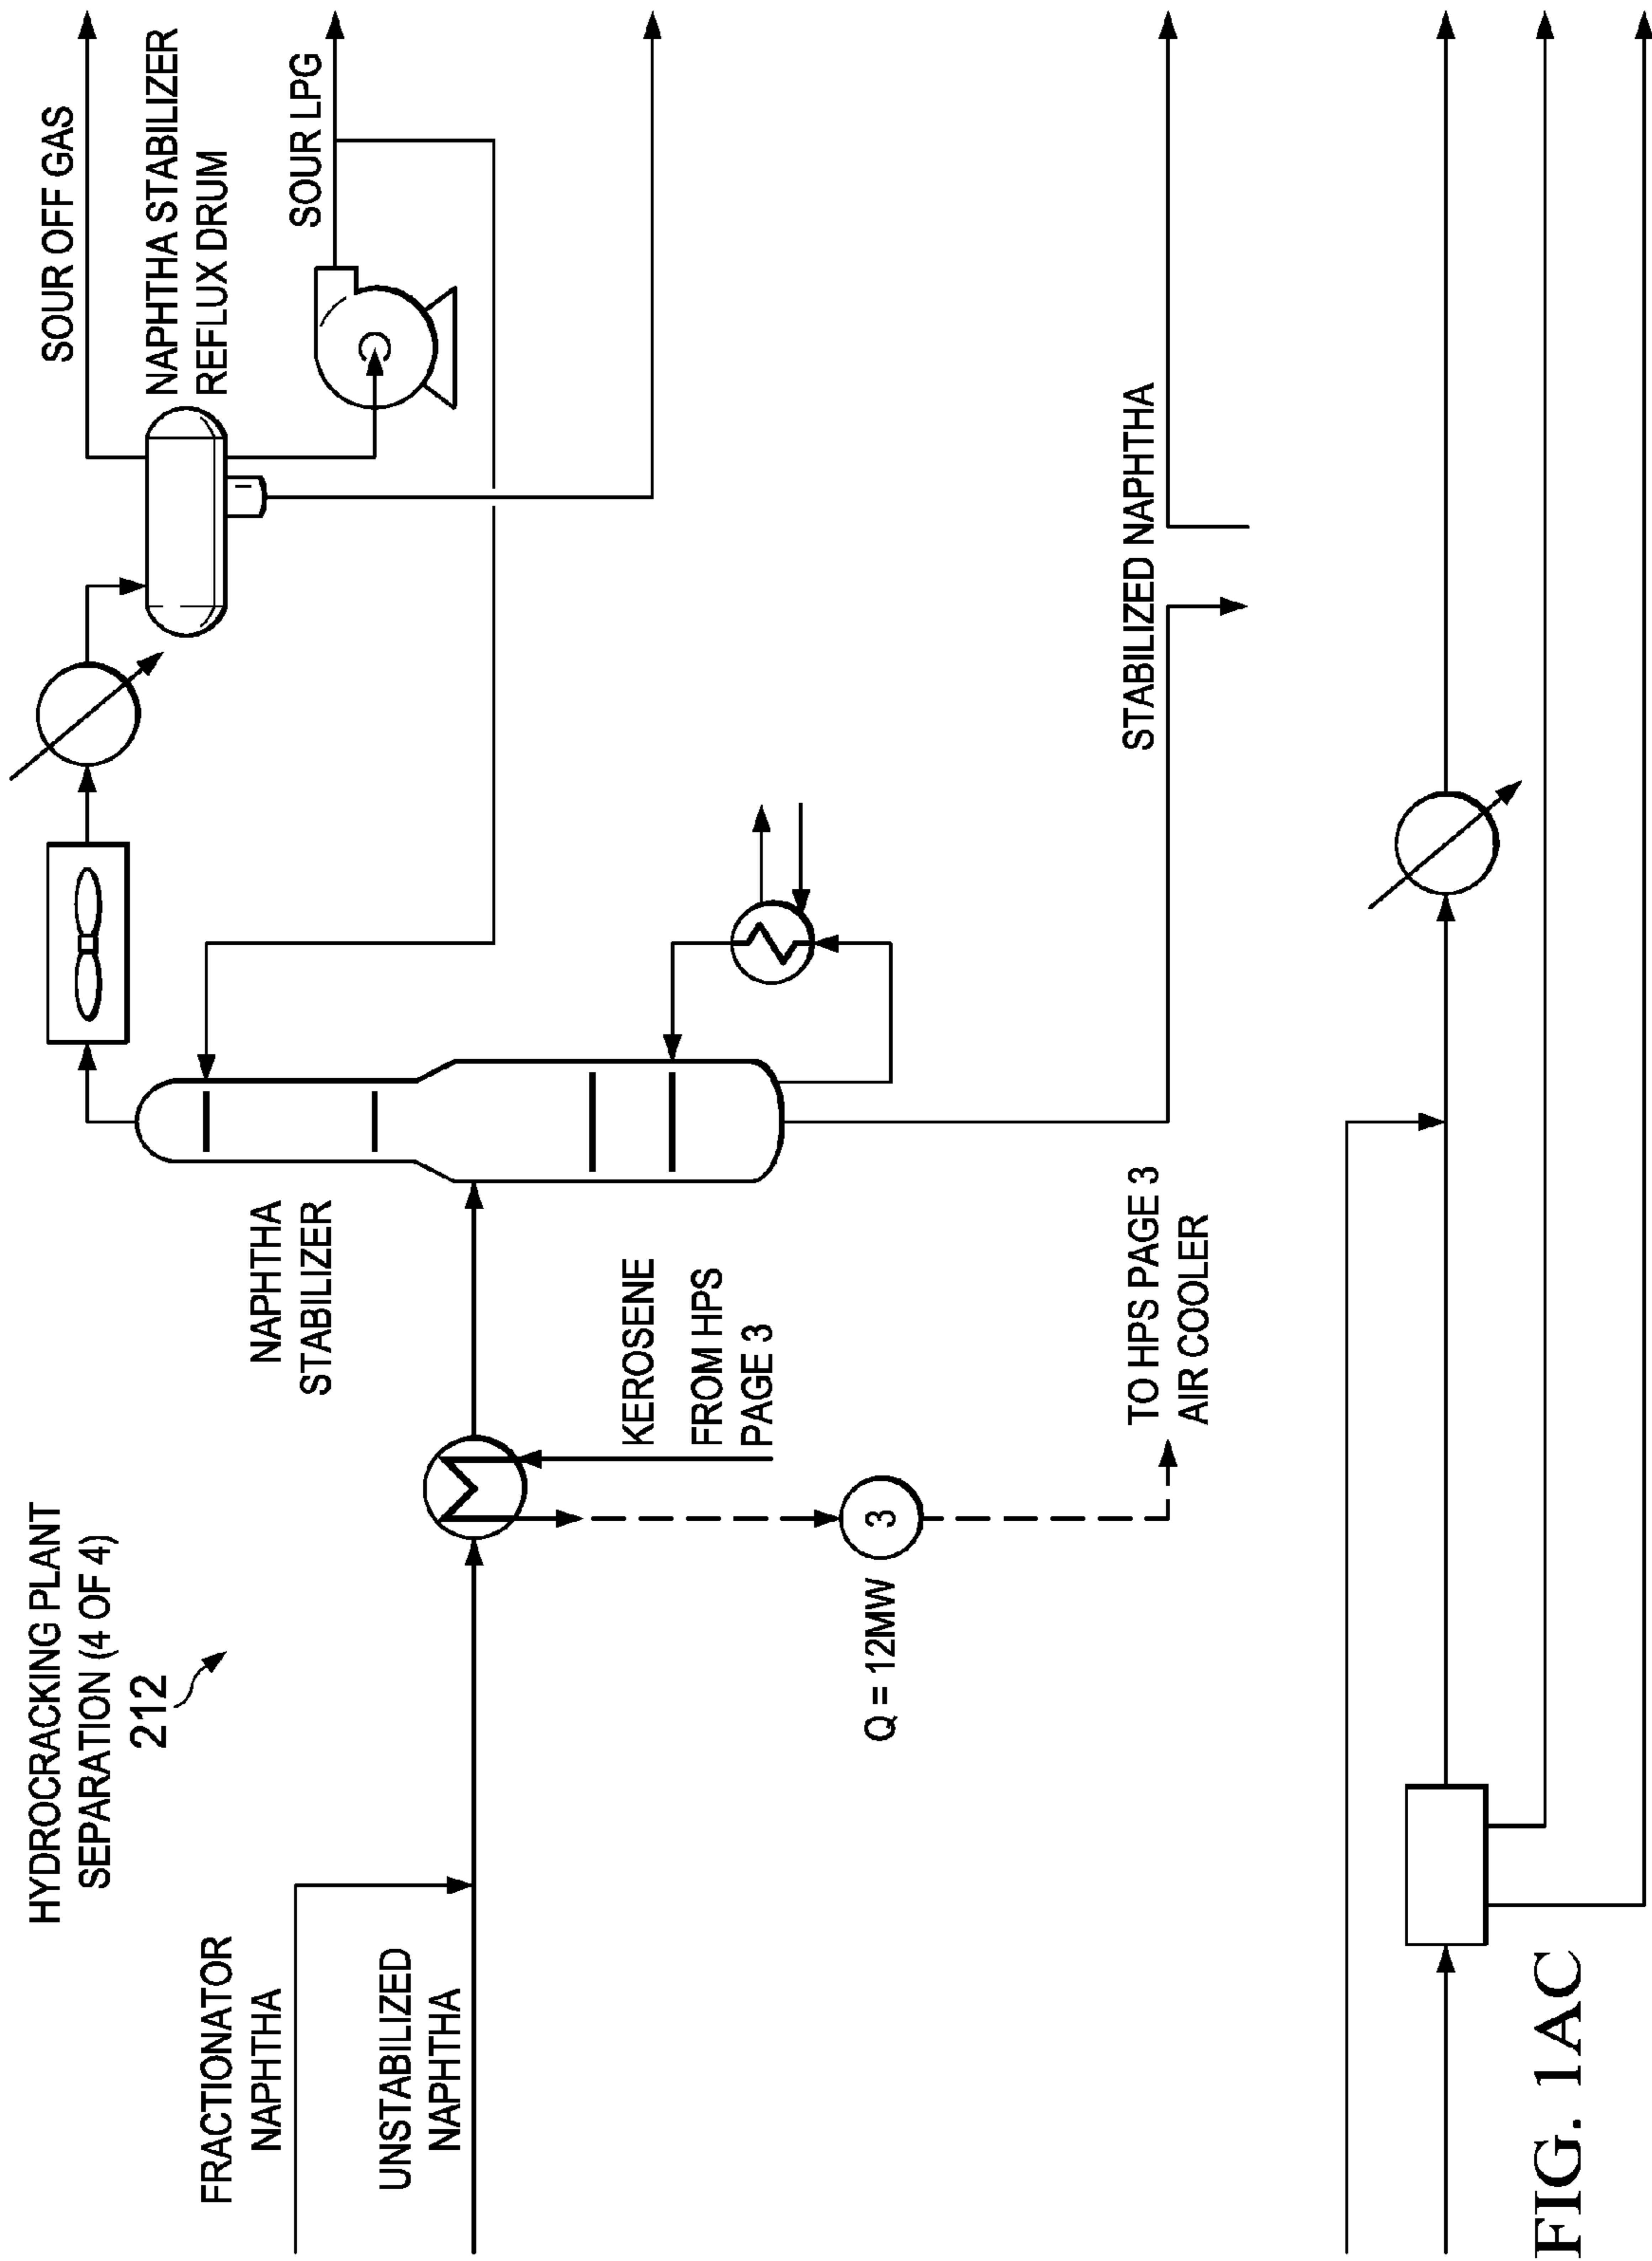 HYDROCRACKING PLANT
SEPARATION (4 OF 4)
212
FRACTIONATOR
NAPHTHA
UNSTABILIZED
NAPHTHA
NAPHTHA
STABILIZER
KEROSENE
FROM HPS
PAGE 3
Q = 12MW
3
TO HPS PAGE 3
AIR COOLER
SOUR OFF GAS
NAPHTHA STABILIZER
REFLUX DRUM
SOUR LPG
STABILIZED NAPHTHA
FIG. 1AC